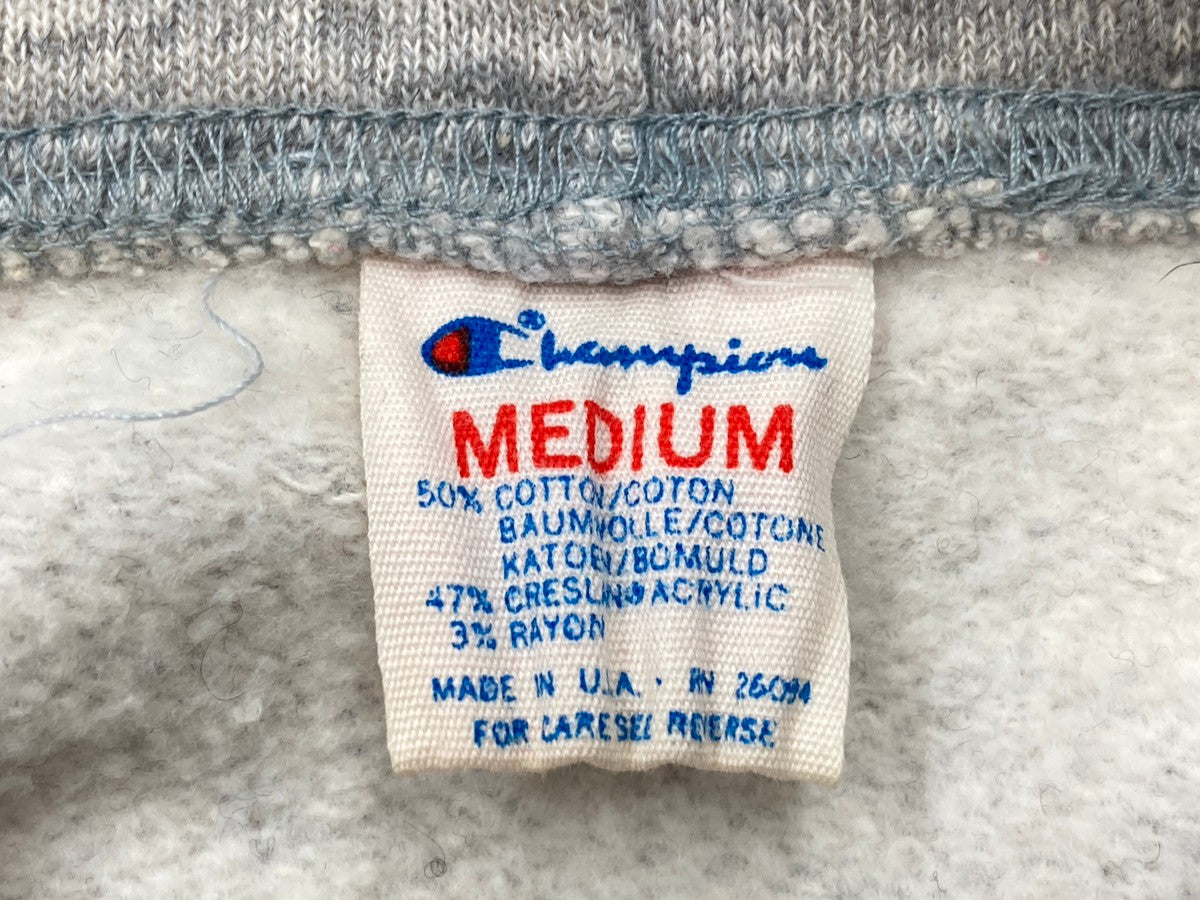 Champion®
MEDIUM
50% COTTON/COTON
BAUMWOLLE/COTONE
KATOEN/BOMULD
47% CRESLAN® ACRYLIC
3% RAYON
MADE IN U.S.A. · RN 26094
FOR CARE SEE REVERSE